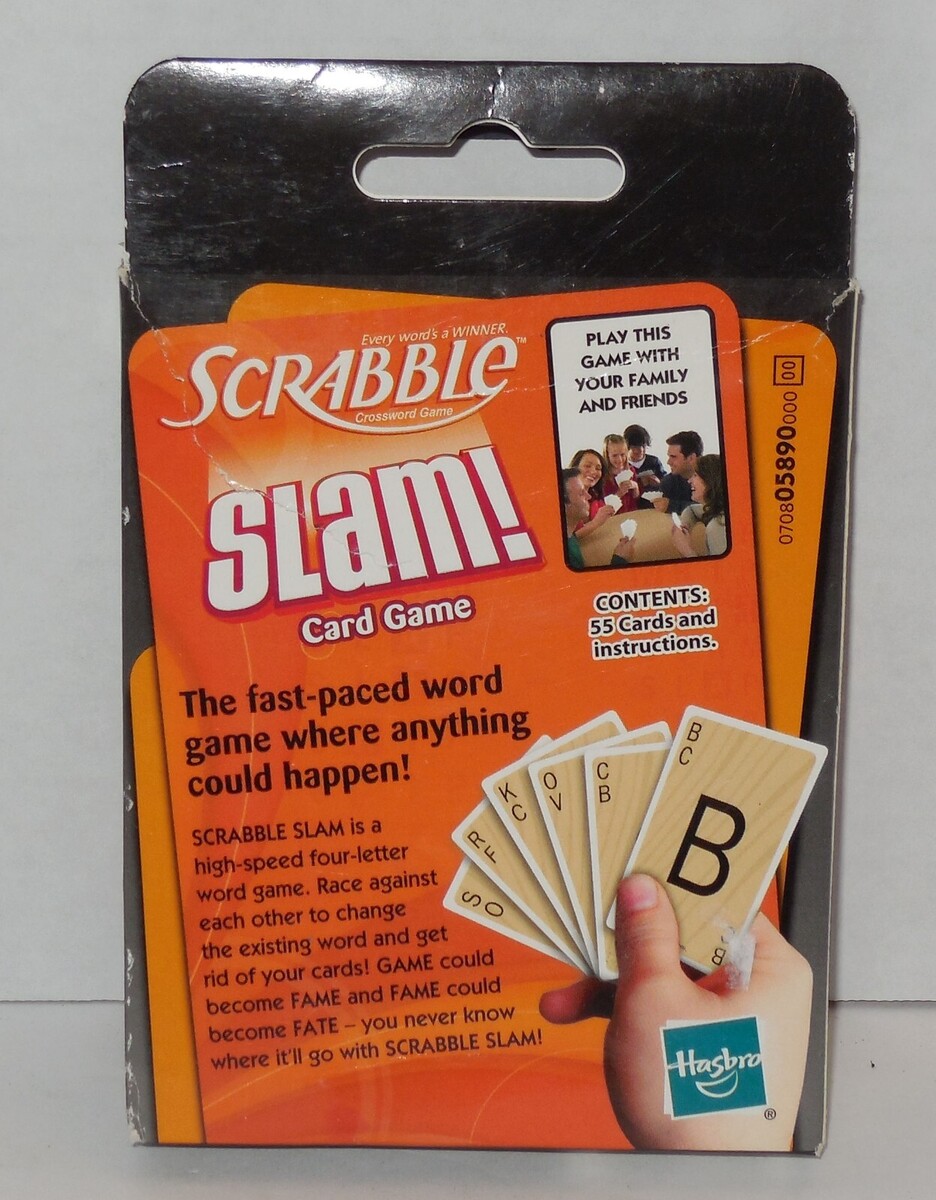 Every word's a WINNER.
SCRABBLE™
Crossword Game
SLam!
Card Game
PLAY THIS
GAME WITH
YOUR FAMILY
AND FRIENDS
070805890000 00
CONTENTS:
55 Cards and
instructions.
The fast-paced word
game where anything
could happen!
SCRABBLE SLAM is a
high-speed four-letter
word game. Race against
each other to change
the existing word and get
rid of your cards! GAME could
become FAME and FAME could
become FATE – you never know
where it'll go with SCRABBLE SLAM!
S
O
R
F
K
C
O
V
C
B
B
C
B
B
Hasbro
®